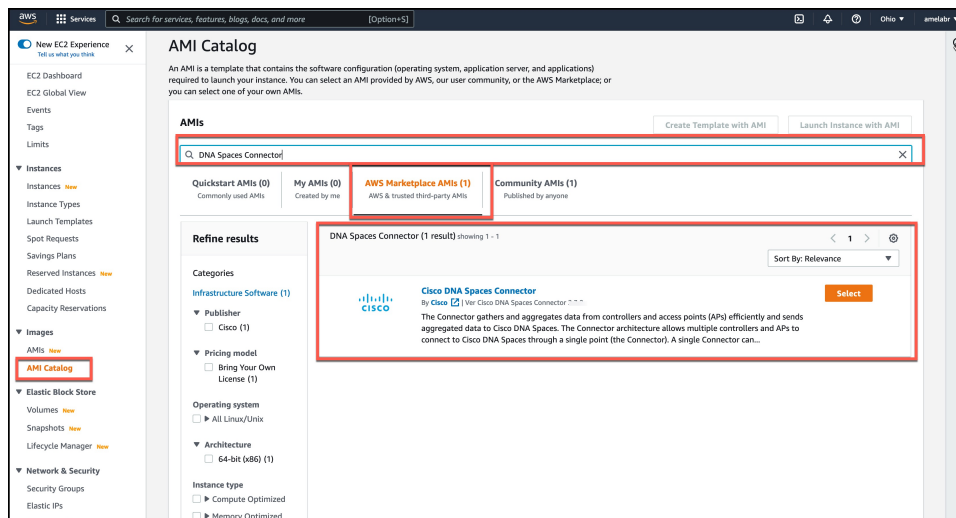 aws
Services
Search for services, features, blogs, docs, and more
[Option+S]
Ohio
amelabr
New EC2 Experience
Tell us what you think
EC2 Dashboard
EC2 Global View
Events
Tags
Limits
Instances
Instances New
Instance Types
Launch Templates
Spot Requests
Savings Plans
Reserved Instances New
Dedicated Hosts
Capacity Reservations
Images
AMIs New
AMI Catalog
Elastic Block Store
Volumes New
Snapshots New
Lifecycle Manager New
Network & Security
Security Groups
Elastic IPs
AMI Catalog
An AMI is a template that contains the software configuration (operating system, application server, and applications)
required to launch your instance. You can select an AMI provided by AWS, our user community, or the AWS Marketplace; or
you can select one of your own AMIs.
AMIs
Create Template with AMI
Launch Instance with AMI
DNA Spaces Connector
Quickstart AMIs (0)
Commonly used AMIs
My AMIs (0)
Created by me
AWS Marketplace AMIs (1)
AWS & trusted third-party AMIs
Community AMIs (1)
Published by anyone
Refine results
Categories
Infrastructure Software (1)
Publisher
Cisco (1)
Pricing model
Bring Your Own
License (1)
Operating system
All Linux/Unix
Architecture
64-bit (x86) (1)
Instance type
Compute Optimized
Memory Optimized
DNA Spaces Connector (1 result) showing 1 - 1
1
Sort By: Relevance
CISCO
Cisco DNA Spaces Connector
By Cisco | Ver Cisco DNA Spaces Connector
Select
The Connector gathers and aggregates data from controllers and access points (APs) efficiently and sends
aggregated data to Cisco DNA Spaces. The Connector architecture allows multiple controllers and APs to
connect to Cisco DNA Spaces through a single point (the Connector). A single Connector can...